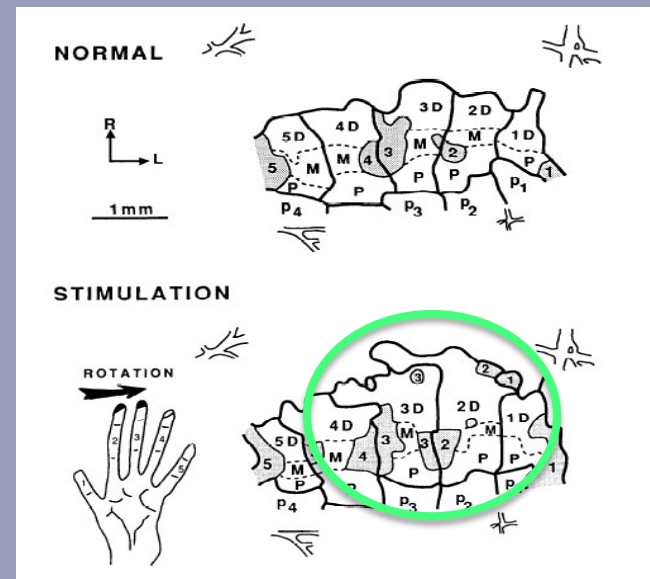 NORMAL
R
L
1mm
5D 4D 3D 2D 1D
M M M M
5 4 3 2 1
P P P P P
P4 P3 P2 P1
STIMULATION
ROTATION
1 2 3 4 5
3 2 1
5D 4D 3D 2D 1D
5 M M 4 3 M 3 2 M 1
P P P P P
P4 P3 P2